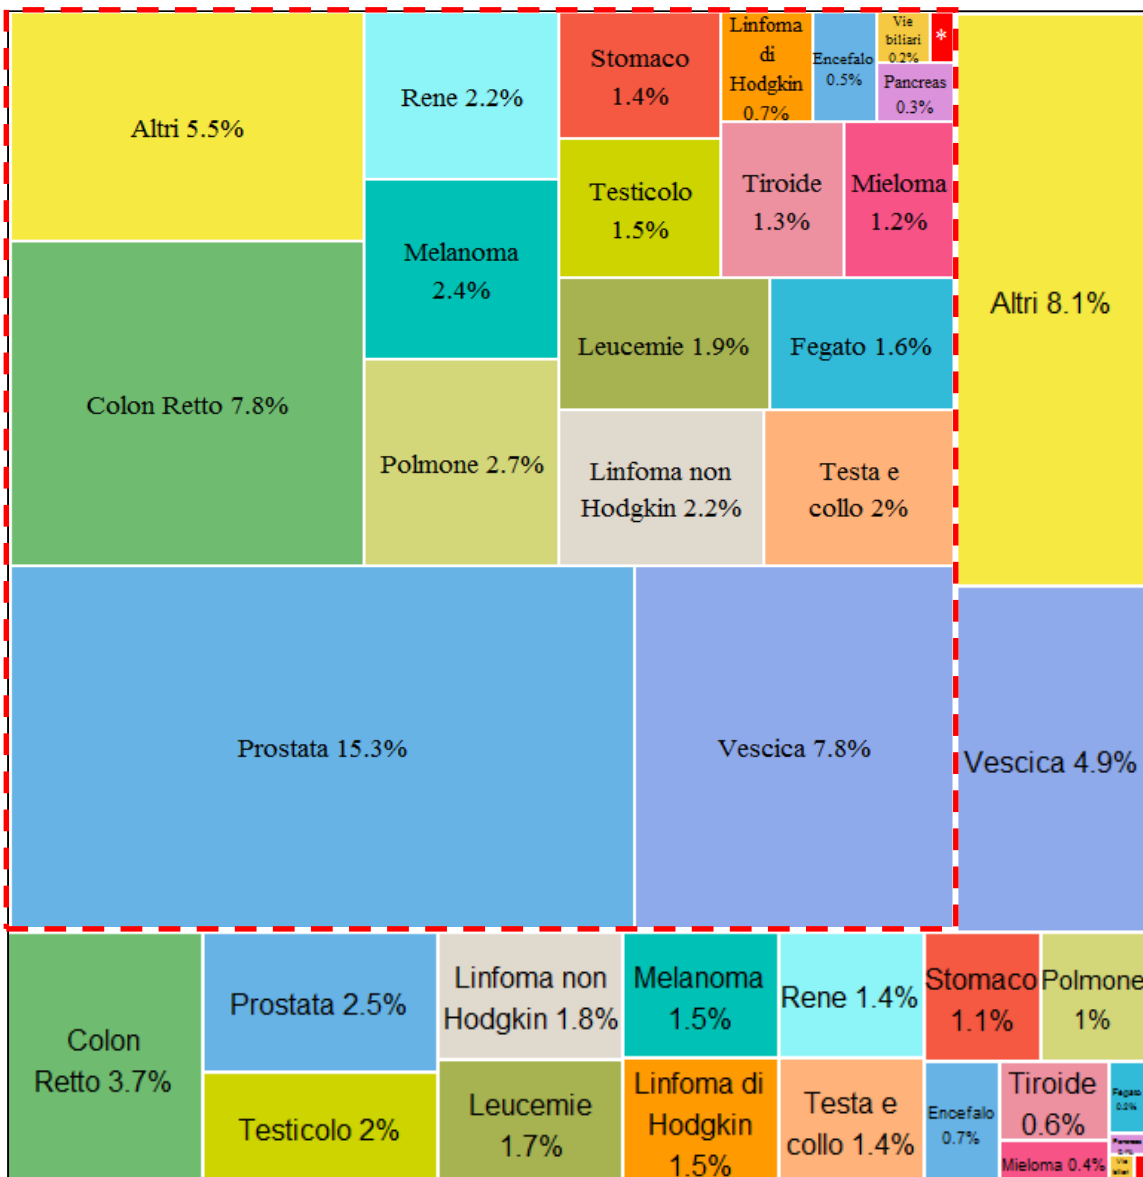 Altri 5.5%
Rene 2.2%
Stomaco
1.4%
Linfoma
di
Hodgkin
0.7%
Encefalo
0.5%
Vie
biliari
0.2%
*
Pancreas
0.3%
Testicolo
1.5%
Tiroide
1.3%
Mieloma
1.2%
Melanoma
2.4%
Colon Retto 7.8%
Leucemie 1.9%
Fegato 1.6%
Polmone 2.7%
Linfoma non
Hodgkin 2.2%
Testa e
collo 2%
Altri 8.1%
Prostata 15.3%
Vescica 7.8%
Vescica 4.9%
Colon
Retto 3.7%
Prostata 2.5%
Testicolo 2%
Linfoma non
Hodgkin 1.8%
Leucemie
1.7%
Melanoma
1.5%
Linfoma di
Hodgkin
1.5%
Rene 1.4%
Testa e
collo 1.4%
Stomaco
1.1%
Polmone
1%
Encefalo
0.7%
Tiroide
0.6%
Mieloma 0.4%
Fegato
Pancreas
Vie
biliari